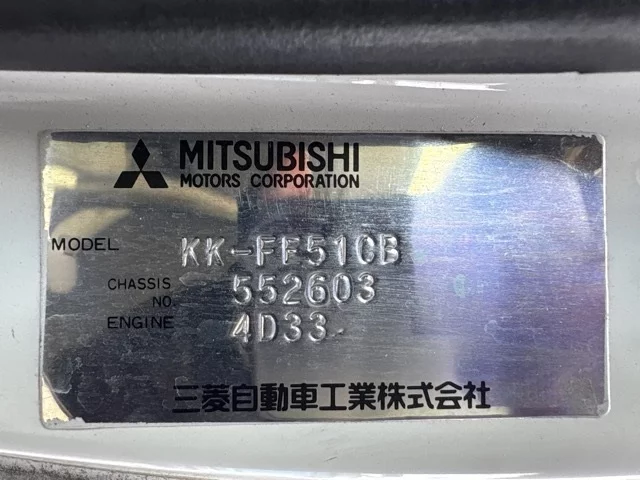 MITSUBISHI
MOTORS CORPORATION
MODEL KK-FF510B
CHASSIS NO. 552603
ENGINE 4D33
三菱自動車工業株式会社